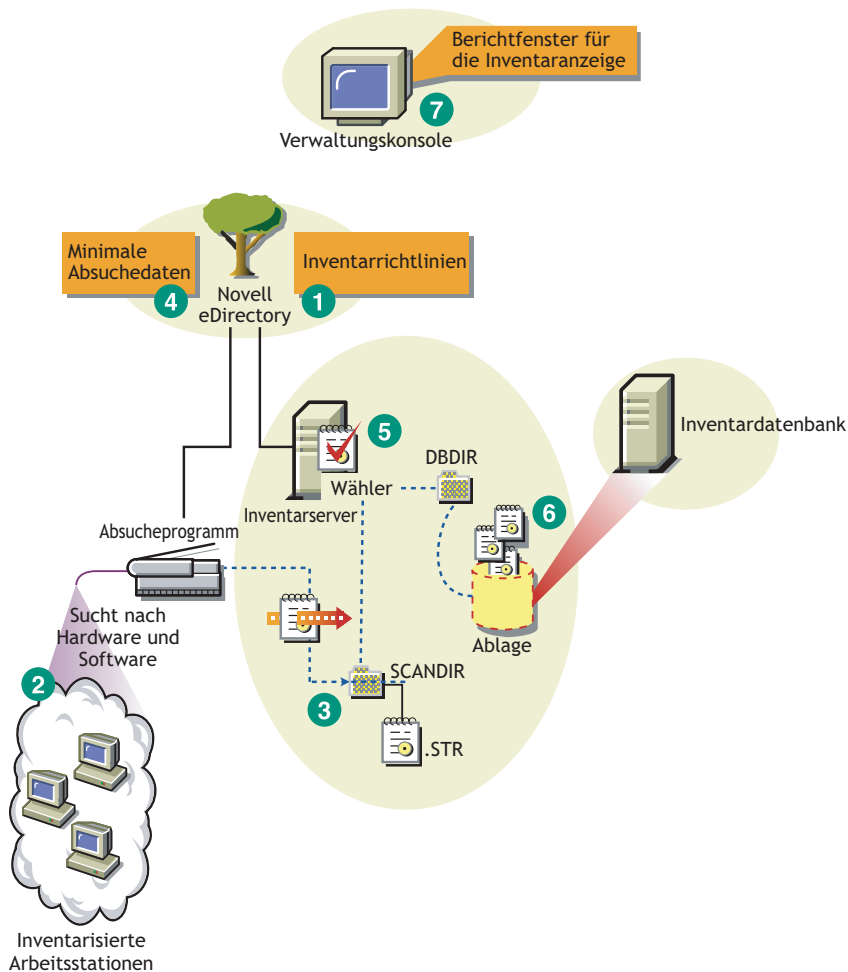 Berichtfenster für
die Inventaranzeige
7
Verwaltungskonsole
Minimale
Absuchedaten
4
Novell
eDirectory
Inventarrichtlinien
1
5
Wähler
Inventarserver
DBDIR
6
Ablage
Inventardatenbank
Absucheprogramm
Sucht nach
Hardware und
Software
SCANDIR
3
.STR
2
Inventarisierte
Arbeitsstationen